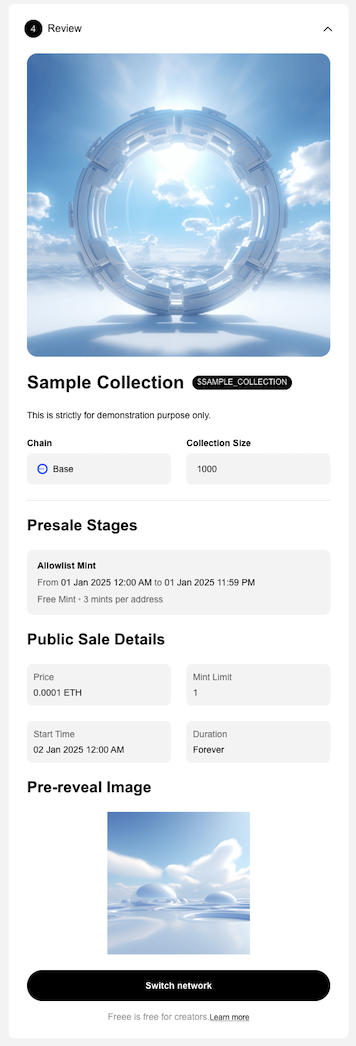 4 Review
Sample Collection $SAMPLE_COLLECTION
This is strictly for demonstration purpose only.
Chain
Collection Size
Base
1000
Presale Stages
Allowlist Mint
From 01 Jan 2025 12:00 AM to 01 Jan 2025 11:59 PM
Free Mint • 3 mints per address
Public Sale Details
Price
0.0001 ETH
Mint Limit
1
Start Time
02 Jan 2025 12:00 AM
Duration
Forever
Pre-reveal Image
Switch network
Freee is free for creators.Learn more